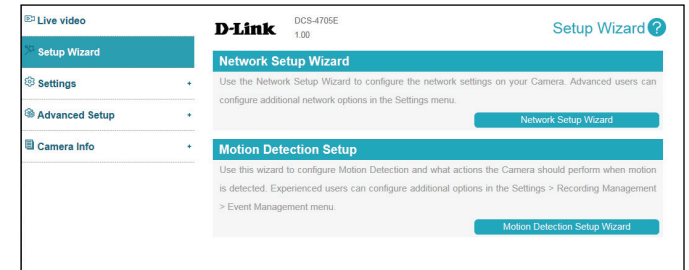 Live video
Setup Wizard
Settings +
Advanced Setup +
Camera Info +
D-Link DCS-4705E
1.00
Setup Wizard ?
Network Setup Wizard
Use the Network Setup Wizard to configure the network settings on your Camera. Advanced users can
configure additional network options in the Settings menu.
Network Setup Wizard
Motion Detection Setup
Use this wizard to configure Motion Detection and what actions the Camera should perform when motion
is detected. Experienced users can configure additional options in the Settings > Recording Management
> Event Management menu.
Motion Detection Setup Wizard